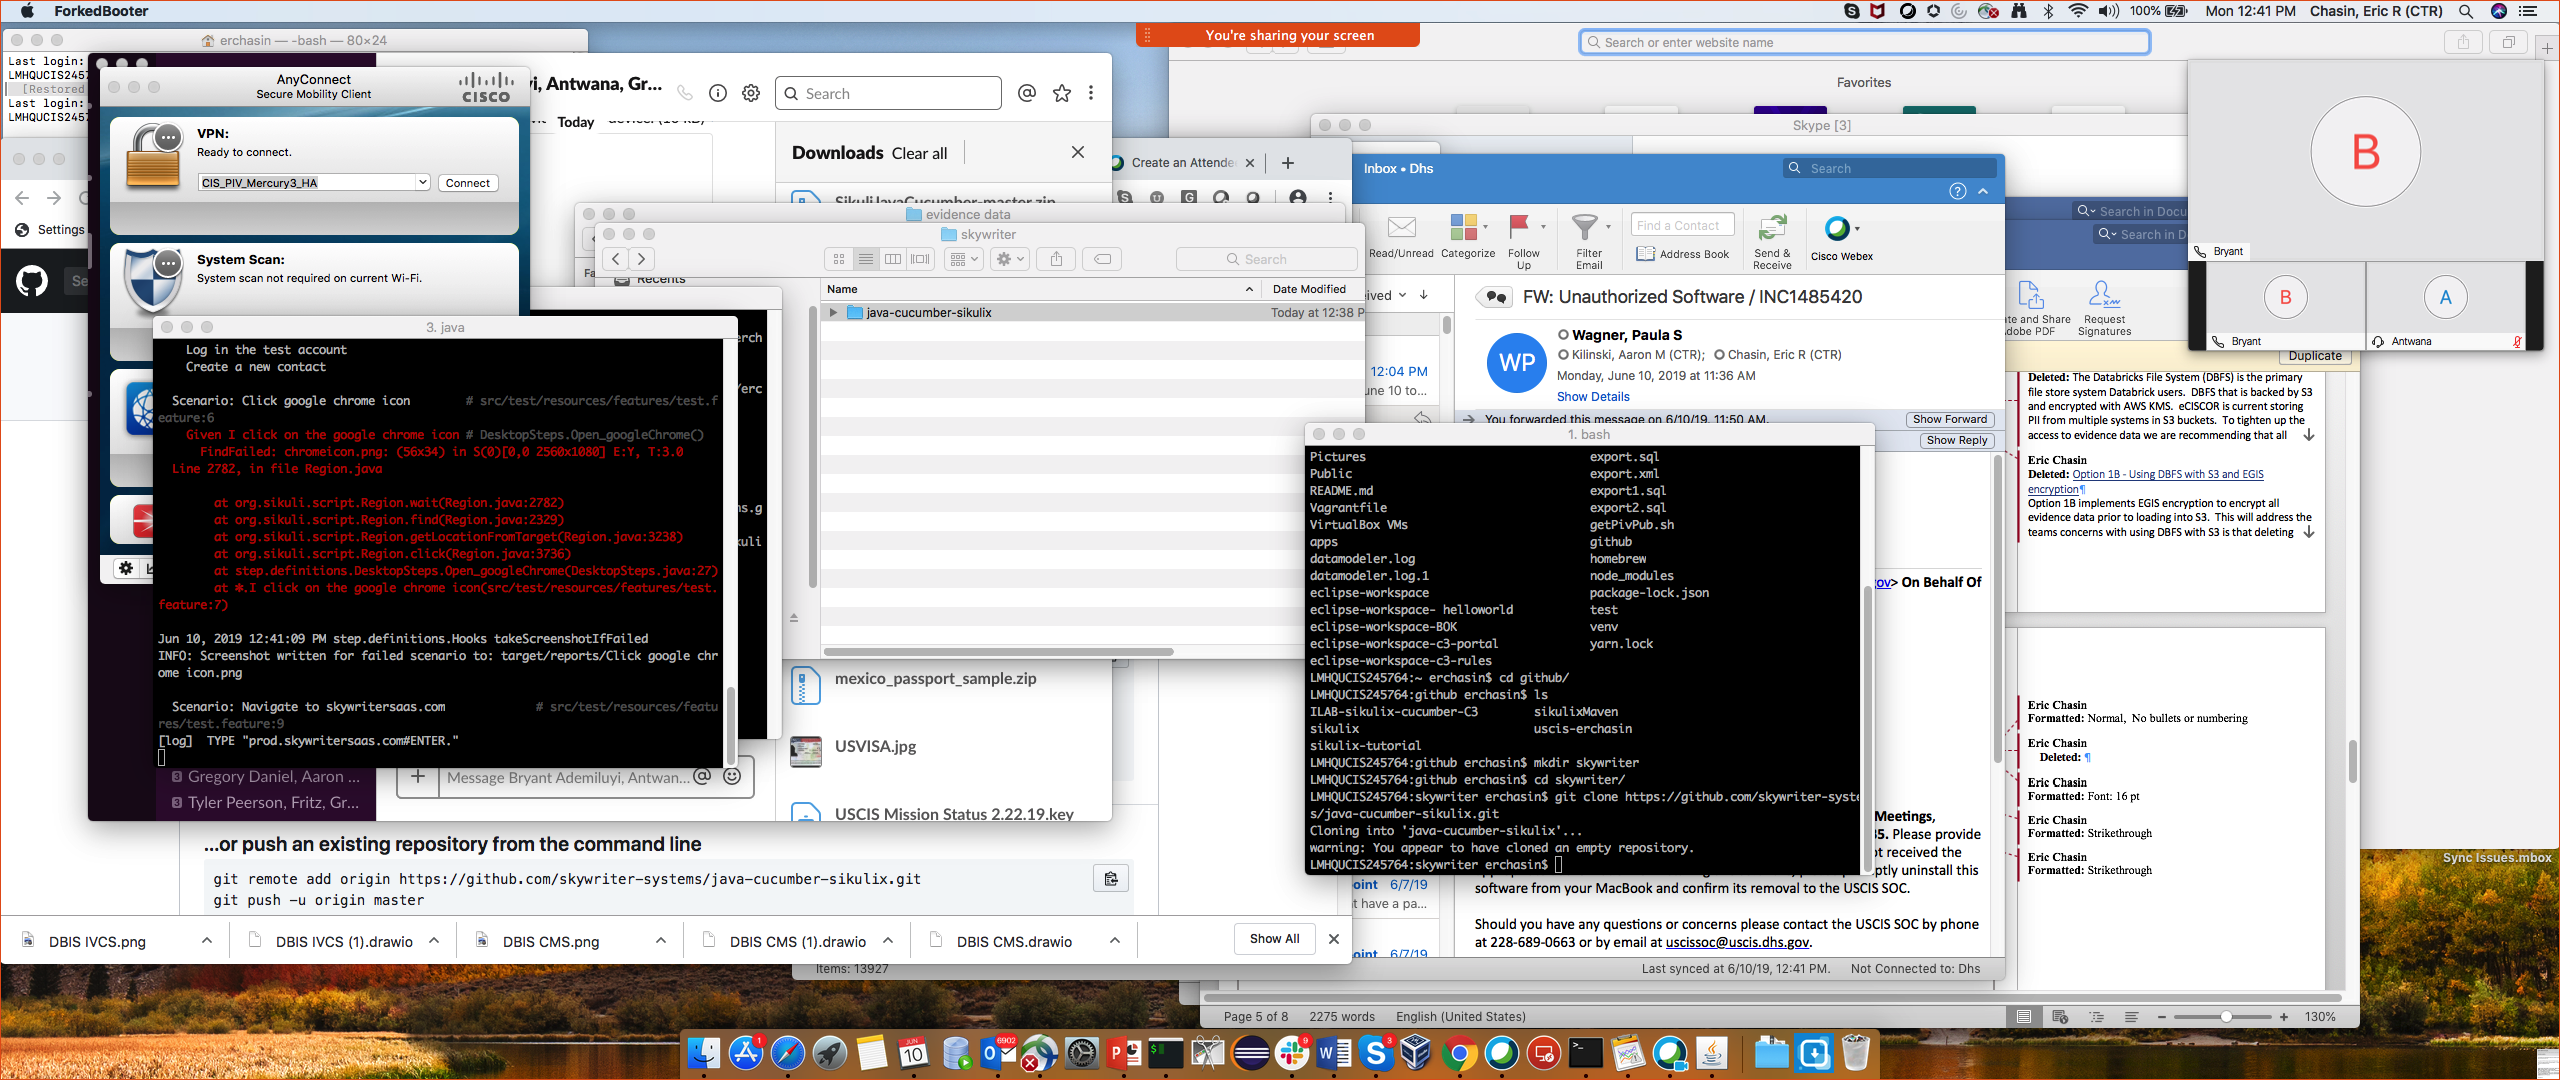 ForkedBooter
100%
Mon 12:41 PM
Chasin, Eric R (CTR)
You're sharing your screen
erchasin — -bash — 80×24
Last login:
LMHQUCIS2457
[Restored
Last login:
LMHQUCIS2457
AnyConnect
Secure Mobility Client
CISCO
VPN:
Ready to connect.
CIS_PIV_Mercury3_HA
Connect
System Scan:
System scan not required on current Wi-Fi.
Settings
i, Antwana, Gr...
Search
Today
Downloads
Clear all
SikuliJavaCucumber-master.zip
Create an Attende
evidence data
skywriter
Search
Recents
Name
Date Modified
java-cucumber-sikulix
Today at 12:38 P
3. java
Log in the test account
Create a new contact
Scenario: Click google chrome icon # src/test/resources/features/test.f
eature:6
Given I click on the google chrome icon # DesktopSteps.Open_googleChrome()
FindFailed: chromeicon.png: (56x34) in S(0)[0,0 2560x1080] E:Y, T:3.0
Line 2782, in file Region.java
at org.sikuli.script.Region.wait(Region.java:2782)
at org.sikuli.script.Region.find(Region.java:2329)
at org.sikuli.script.Region.getLocationFromTarget(Region.java:3238)
at org.sikuli.script.Region.click(Region.java:3736)
at step.definitions.DesktopSteps.Open_googleChrome(DesktopSteps.java:27)
at *.I click on the google chrome icon(src/test/resources/features/test.
feature:7)
Jun 10, 2019 12:41:09 PM step.definitions.Hooks takeScreenshotIfFailed
INFO: Screenshot written for failed scenario to: target/reports/Click google chr
ome icon.png
Scenario: Navigate to skywritersaas.com # src/test/resources/featu
res/test.feature:9
[log] TYPE "prod.skywritersaas.com#ENTER."
Gregory Daniel, Aaron ...
Tyler Peerson, Fritz, Gr...
Message Bryant Ademiluyi, Antwan...
mexico_passport_sample.zip
USVISA.jpg
USCIS Mission Status 2.22.19.key
...or push an existing repository from the command line
git remote add origin https://github.com/skywriter-systems/java-cucumber-sikulix.git
git push -u origin master
DBIS IVCS.png
DBIS IVCS (1).drawio
DBIS CMS.png
DBIS CMS (1).drawio
DBIS CMS.drawio
Show All
Search or enter website name
Favorites
Skype [3]
Inbox • Dhs
Search
Read/Unread
Categorize
Follow
Up
Filter
Email
Find a Contact
Address Book
Send &
Receive
Cisco Webex
FW: Unauthorized Software / INC1485420
WP
Wagner, Paula S
Kilinski, Aaron M (CTR); Chasin, Eric R (CTR)
Monday, June 10, 2019 at 11:36 AM
Show Details
12:04 PM
une 10 to...
You forwarded this message on 6/10/19, 11:50 AM.
Show Forward
Show Reply
1. bash
Pictures export.sql
Public export.xml
README.md export1.sql
Vagrantfile export2.sql
VirtualBox VMs getPivPub.sh
apps github
datamodeler.log homebrew
datamodeler.log.1 node_modules
eclipse-workspace package-lock.json
eclipse-workspace- helloworld test
eclipse-workspace-BOK venv
eclipse-workspace-c3-portal yarn.lock
eclipse-workspace-c3-rules
LMHQUCIS245764:~ erchasin$ cd github/
LMHQUCIS245764:github erchasin$ ls
ILAB-sikulix-cucumber-C3 sikulixMaven
sikulix uscis-erchasin
sikulix-tutorial
LMHQUCIS245764:github erchasin$ mkdir skywriter
LMHQUCIS245764:github erchasin$ cd skywriter/
LMHQUCIS245764:skywriter erchasin$ git clone https://github.com/skywriter-syste
s/java-cucumber-sikulix.git
Cloning into 'java-cucumber-sikulix'...
warning: You appear to have cloned an empty repository.
LMHQUCIS245764:skywriter erchasin$
ov> On Behalf Of
Meetings,
Please provide
t received the
ptly uninstall this
software from your MacBook and confirm its removal to the USCIS SOC.
Should you have any questions or concerns please contact the USCIS SOC by phone
at 228-689-0663 or by email at uscissoc@uscis.dhs.gov.
point 6/7/19
t have a pa...
oint 6/7/19
Items: 13927
Last synced at 6/10/19, 12:41 PM.
Not Connected to: Dhs
Search in Docu
Search in D
te and Share
dobe PDF
Request
Signatures
Duplicate
B
Bryant
B
Bryant
A
Antwana
Deleted: The Databricks File System (DBFS) is the primary
file store system Databrick users. DBFS that is backed by S3
and encrypted with AWS KMS. eCISCOR is current storing
PII from multiple systems in S3 buckets. To tighten up the
access to evidence data we are recommending that all
Eric Chasin
Deleted: Option 1B - Using DBFS with S3 and EGIS
encryption¶
Option 1B implements EGIS encryption to encrypt all
evidence data prior to loading into S3. This will address the
teams concerns with using DBFS with S3 is that deleting
Eric Chasin
Formatted: Normal, No bullets or numbering
Eric Chasin
Deleted: ¶
Eric Chasin
Formatted: Font: 16 pt
Eric Chasin
Formatted: Strikethrough
Eric Chasin
Formatted: Strikethrough
Sync Issues.mbox
Page 5 of 8
2275 words
English (United States)
130%
JUN
10
6902